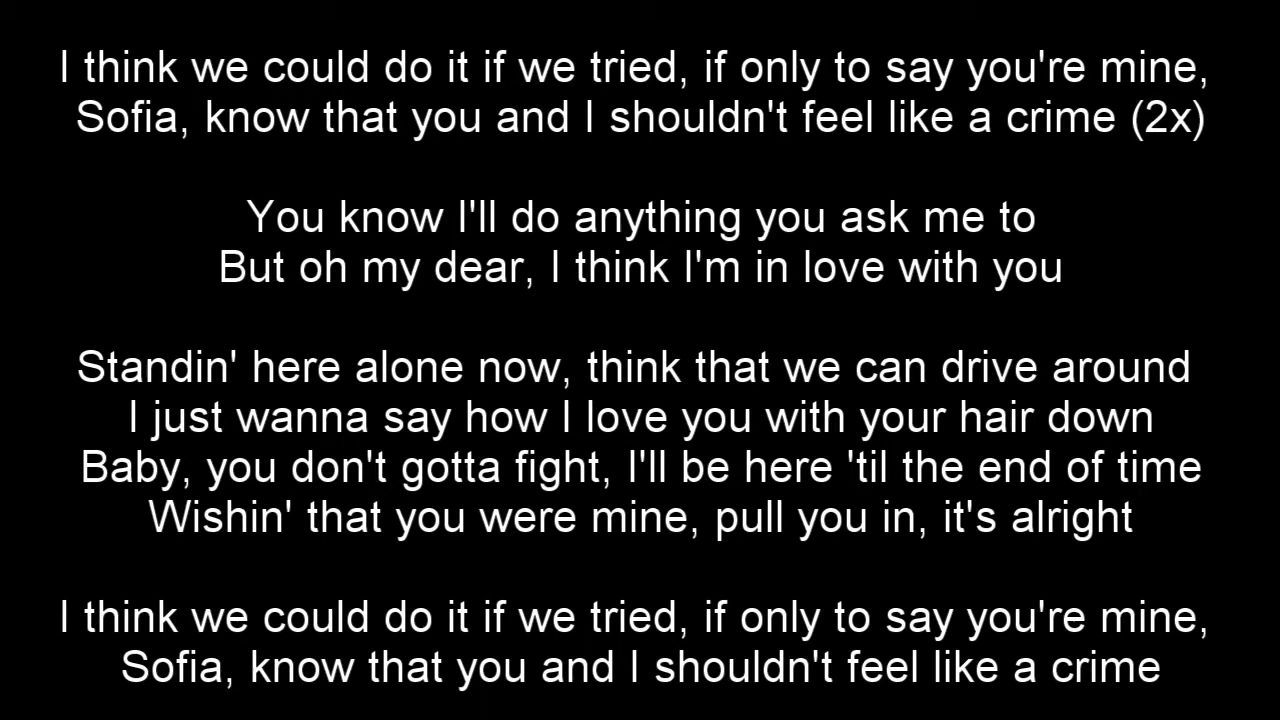 I think we could do it if we tried, if only to say you're mine,
Sofia, know that you and I shouldn't feel like a crime (2x)
You know I'll do anything you ask me to
But oh my dear, I think I'm in love with you
Standin' here alone now, think that we can drive around
I just wanna say how I love you with your hair down
Baby, you don't gotta fight, I'll be here 'til the end of time
Wishin' that you were mine, pull you in, it's alright
I think we could do it if we tried, if only to say you're mine,
Sofia, know that you and I shouldn't feel like a crime